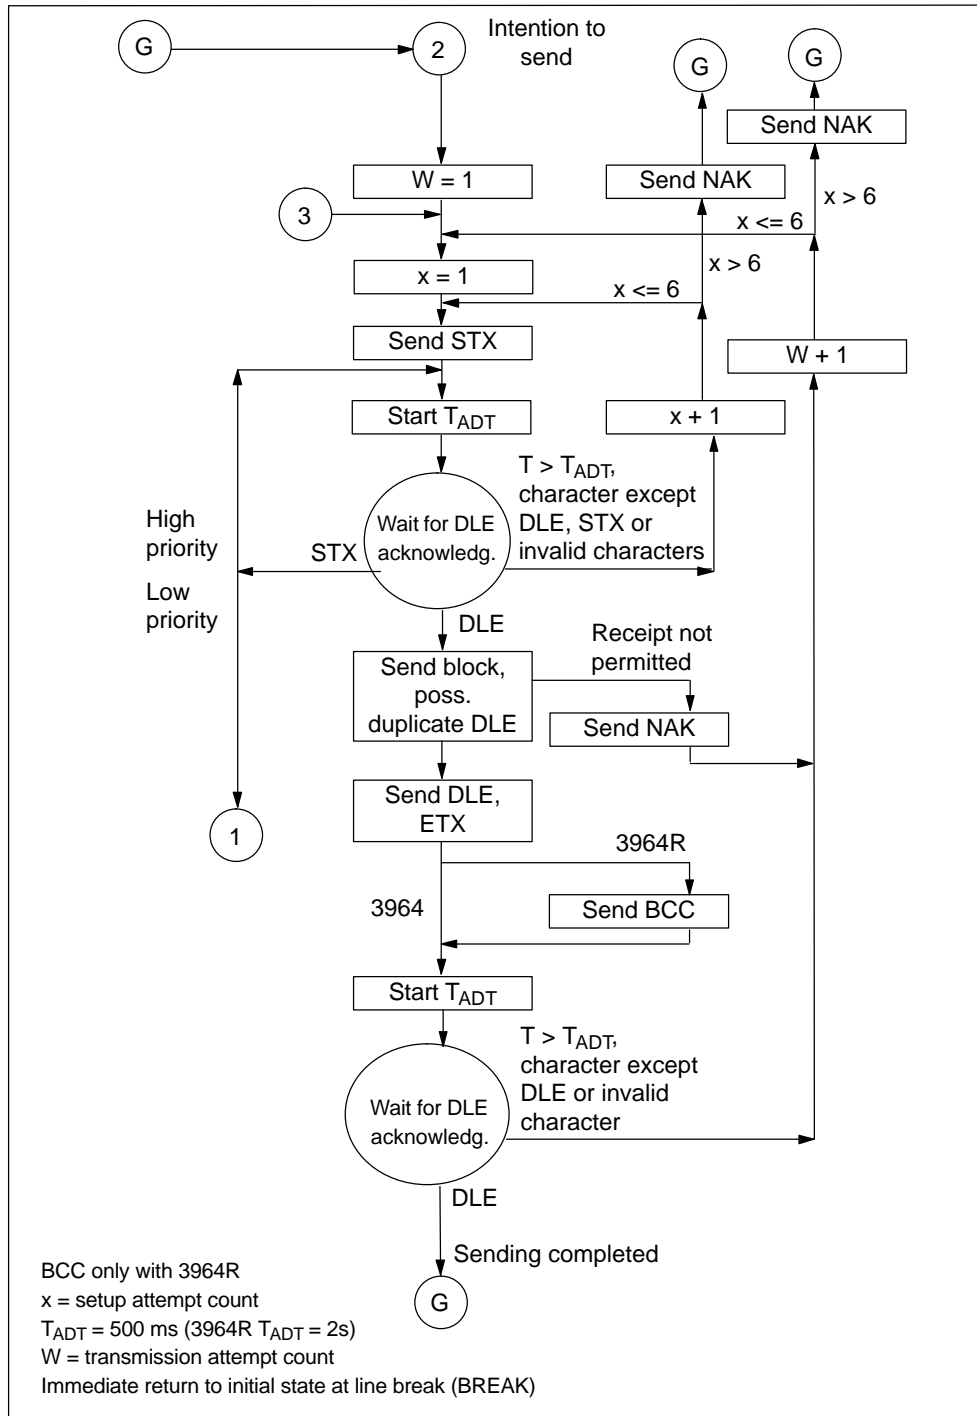 G
2
Intention to
send
G
G
Send NAK
W = 1
Send NAK
3
x <= 6
x > 6
x = 1
x <= 6
x > 6
Send STX
W + 1
Start TADT
x + 1
T > TADT,
character except
DLE, STX or
invalid characters
Wait for DLE
acknowledg.
High
priority
STX
Low
priority
DLE
Receipt not
permitted
Send block,
poss.
duplicate DLE
Send NAK
Send DLE,
ETX
1
3964R
3964
Send BCC
Start TADT
T > TADT,
character except
DLE or invalid
character
Wait for DLE
acknowledg.
DLE
Sending completed
G
BCC only with 3964R
x = setup attempt count
TADT = 500 ms (3964R TADT = 2s)
W = transmission attempt count
Immediate return to initial state at line break (BREAK)